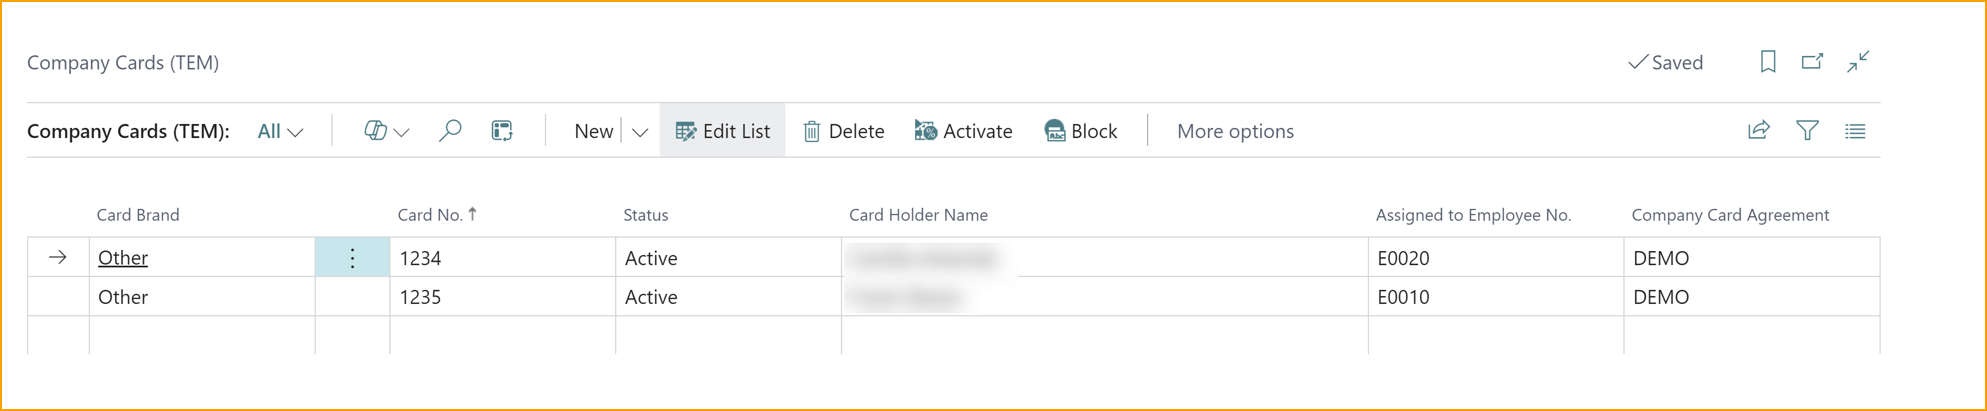 Company Cards (TEM) Saved
Company Cards (TEM): All New Edit List Delete Activate Block More options
Card Brand Card No. Status Card Holder Name Assigned to Employee No. Company Card Agreement
Other 1234 Active E0020 DEMO
Other 1235 Active E0010 DEMO